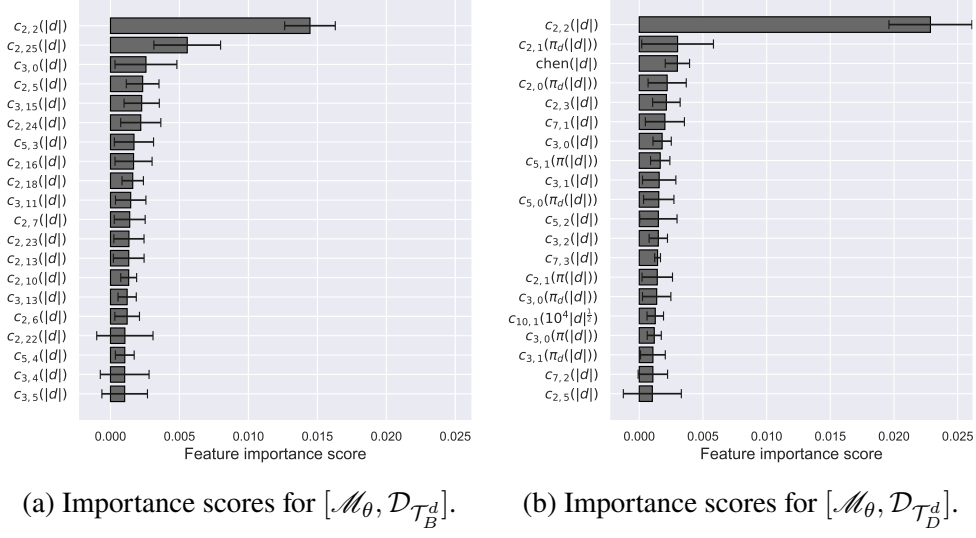 c_{2,2}(|d|)
c_{2,25}(|d|)
c_{3,0}(|d|)
c_{2,5}(|d|)
c_{3,15}(|d|)
c_{2,24}(|d|)
c_{5,3}(|d|)
c_{2,16}(|d|)
c_{2,18}(|d|)
c_{3,11}(|d|)
c_{2,7}(|d|)
c_{2,23}(|d|)
c_{2,13}(|d|)
c_{2,10}(|d|)
c_{3,13}(|d|)
c_{2,6}(|d|)
c_{2,22}(|d|)
c_{5,4}(|d|)
c_{3,4}(|d|)
c_{3,5}(|d|)
0.000 0.005 0.010 0.015 0.020 0.025
Feature importance score
(a) Importance scores for [ℳ_θ, 𝒟_{𝒯_B^d}].
c_{2,2}(|d|)
c_{2,1}(π_d(|d|))
chen(|d|)
c_{2,0}(π_d(|d|))
c_{2,3}(|d|)
c_{7,1}(|d|)
c_{3,0}(|d|)
c_{5,1}(π(|d|))
c_{3,1}(|d|)
c_{5,0}(π_d(|d|))
c_{5,2}(|d|)
c_{3,2}(|d|)
c_{7,3}(|d|)
c_{2,1}(π(|d|))
c_{3,0}(π_d(|d|))
c_{10,1}(10^4|d|^{1/2})
c_{3,0}(π(|d|))
c_{3,1}(π_d(|d|))
c_{7,2}(|d|)
c_{2,5}(|d|)
0.000 0.005 0.010 0.015 0.020 0.025
Feature importance score
(b) Importance scores for [ℳ_θ, 𝒟_{𝒯_D^d}].